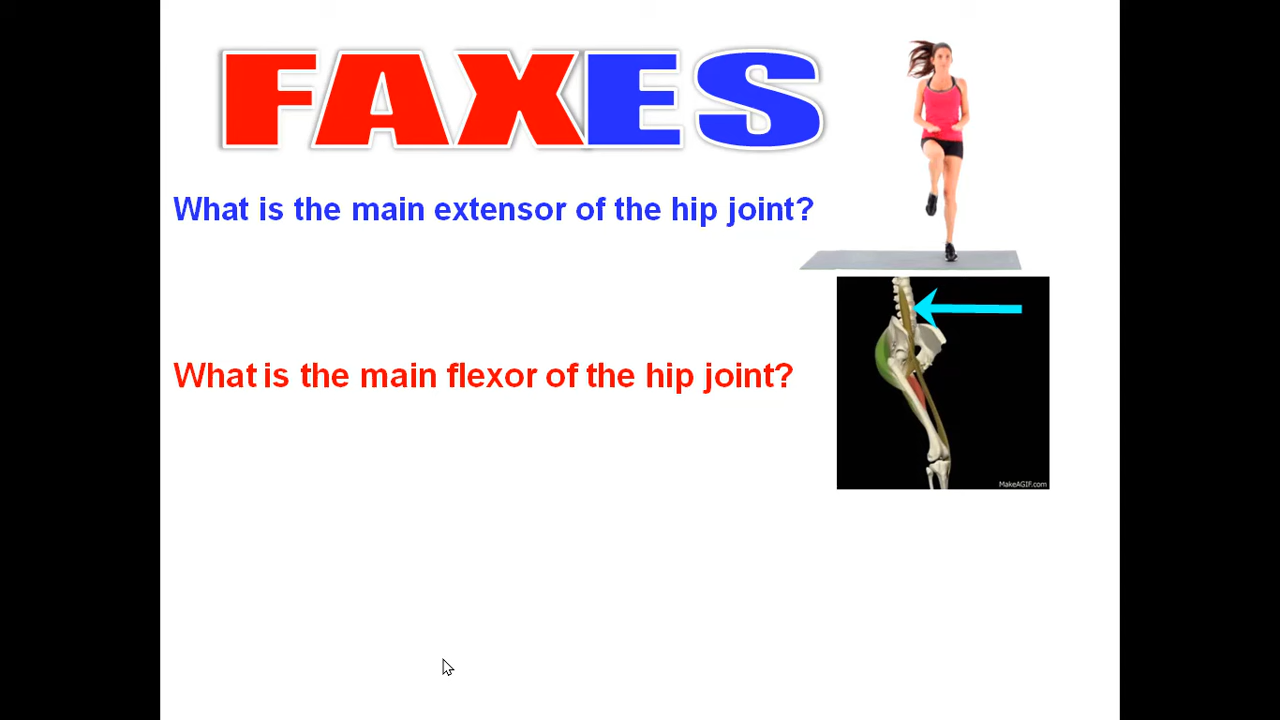 FAXES
What is the main extensor of the hip joint?
What is the main flexor of the hip joint?
MakeAGIF.com